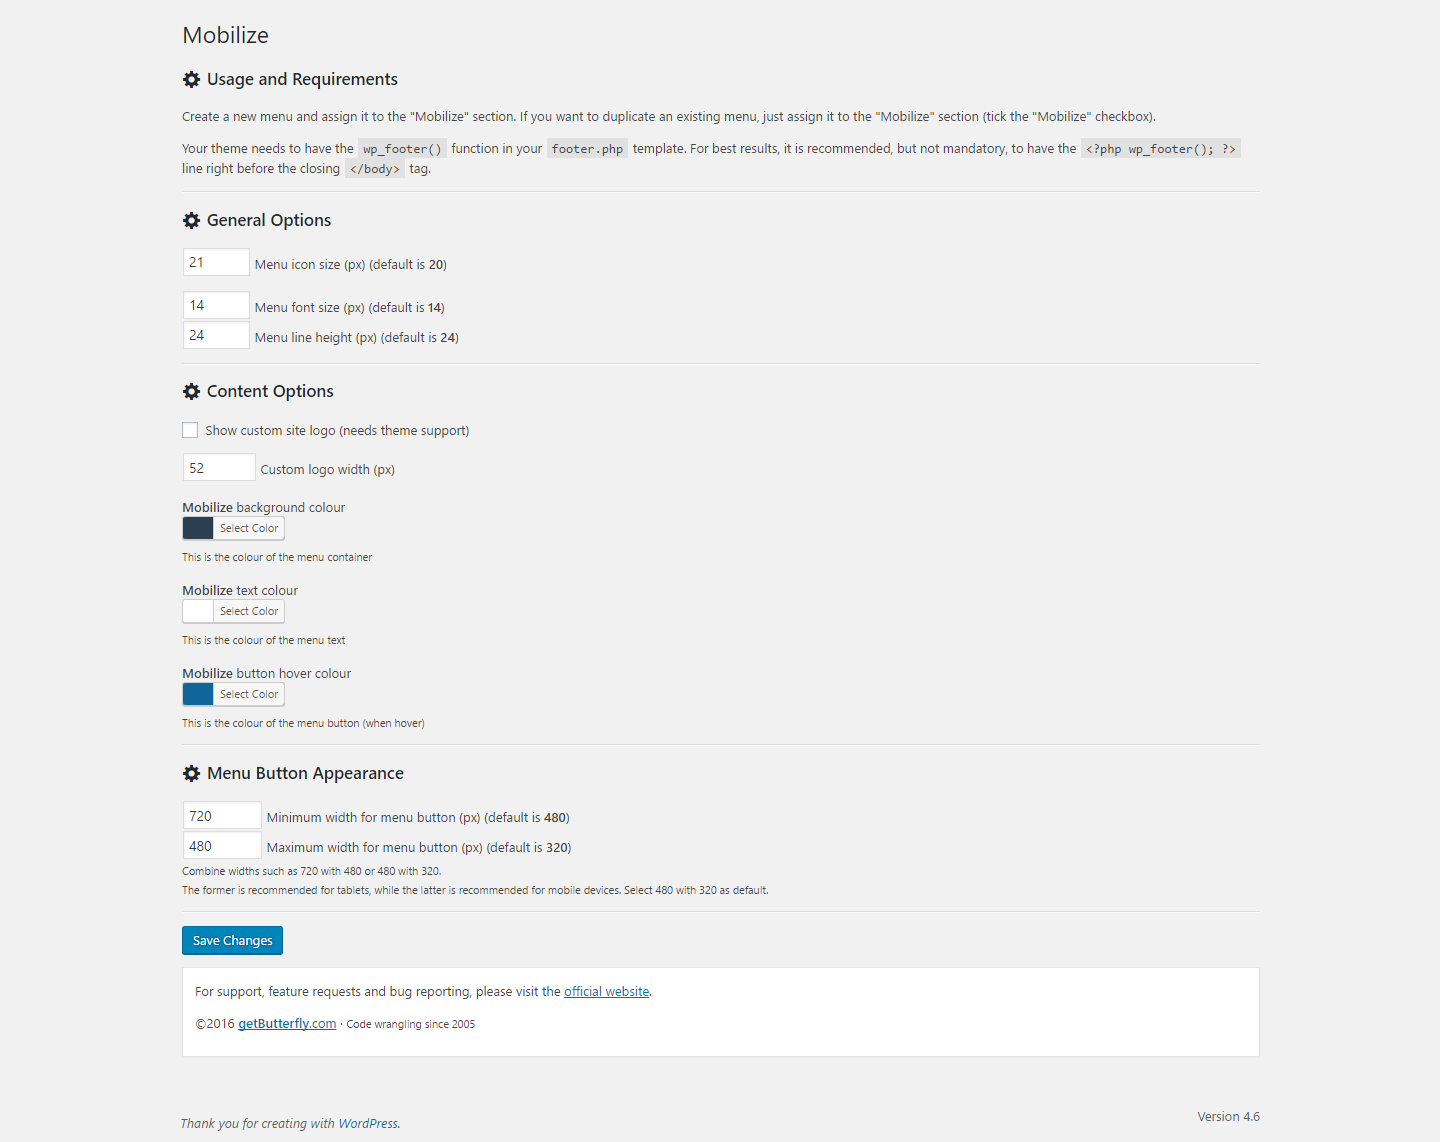 Mobilize
Usage and Requirements
Create a new menu and assign it to the "Mobilize" section. If you want to duplicate an existing menu, just assign it to the "Mobilize" section (tick the "Mobilize" checkbox).
Your theme needs to have the wp_footer() function in your footer.php template. For best results, it is recommended, but not mandatory, to have the <?php wp_footer(); ?>
line right before the closing </body> tag.
General Options
21 Menu icon size (px) (default is 20)
14 Menu font size (px) (default is 14)
24 Menu line height (px) (default is 24)
Content Options
Show custom site logo (needs theme support)
52 Custom logo width (px)
Mobilize background colour
Select Color
This is the colour of the menu container
Mobilize text colour
Select Color
This is the colour of the menu text
Mobilize button hover colour
Select Color
This is the colour of the menu button (when hover)
Menu Button Appearance
720 Minimum width for menu button (px) (default is 480)
480 Maximum width for menu button (px) (default is 320)
Combine widths such as 720 with 480 or 480 with 320.
The former is recommended for tablets, while the latter is recommended for mobile devices. Select 480 with 320 as default.
Save Changes
For support, feature requests and bug reporting, please visit the official website.
©2016 getButterfly.com · Code wrangling since 2005
Thank you for creating with WordPress.
Version 4.6